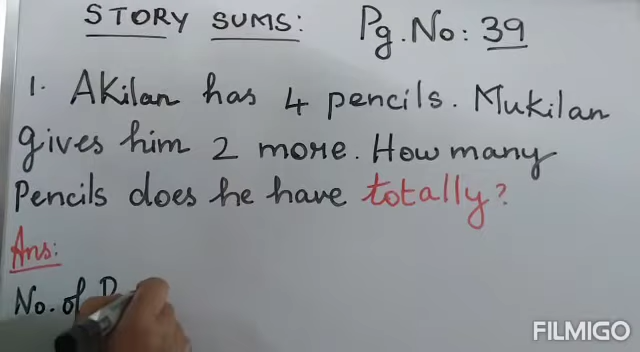 STORY SUMS: Pg. No: 39
1. Akilan has 4 pencils. Mukilan
gives him 2 more. How many
Pencils does he have totally?
Ans:
No. of P
FILMIGO